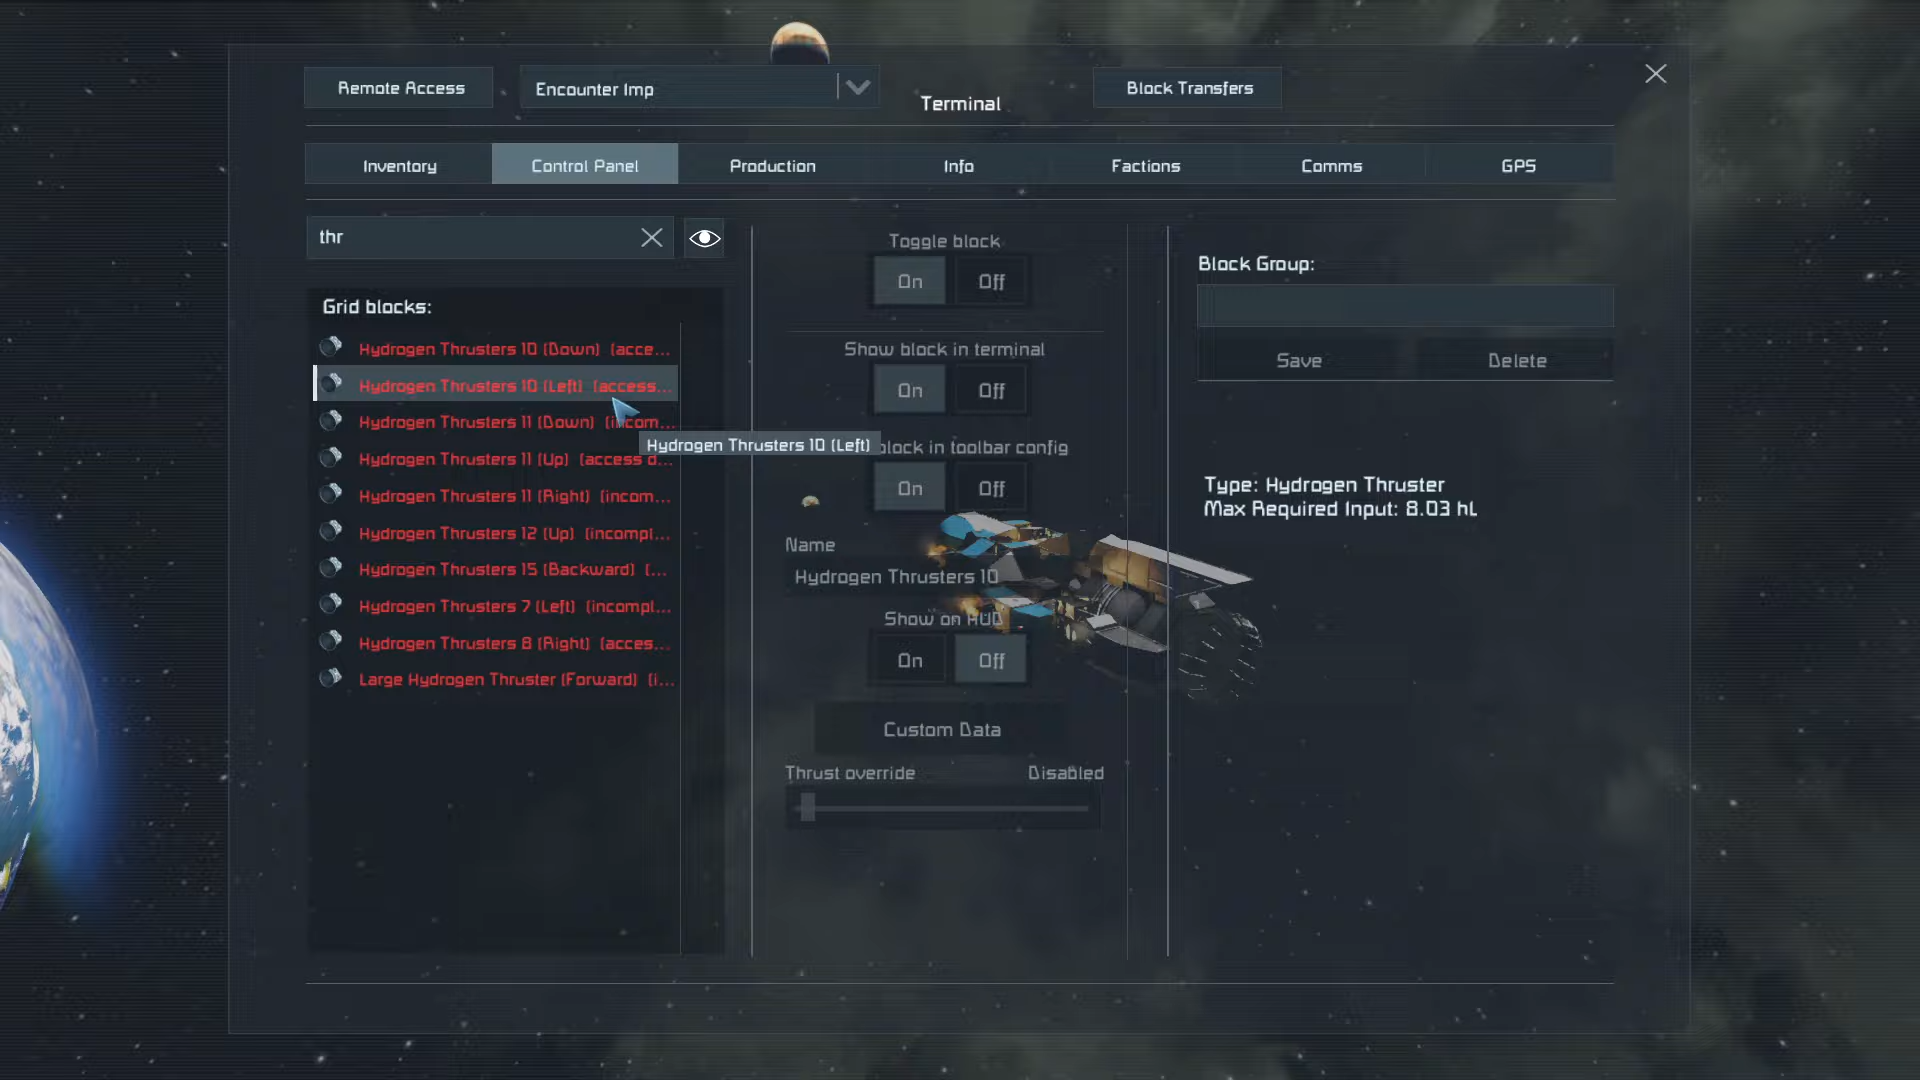 Remote Access
Encounter Imp
Terminal
Block Transfers
Inventory
Control Panel
Production
Info
Factions
Comms
GPS
thr
Grid blocks:
Hydrogen Thrusters 10 (Down) (acce...
Hydrogen Thrusters 10 (Left) (access...
Hydrogen Thrusters 11 (Down) (incom...
Hydrogen Thrusters 11 (Up) (access d...
Hydrogen Thrusters 11 (Right) (incom...
Hydrogen Thrusters 12 (Up) (incompl...
Hydrogen Thrusters 15 (Backward) (...
Hydrogen Thrusters 7 (Left) (incompl...
Hydrogen Thrusters 8 (Right) (acces...
Large Hydrogen Thruster (Forward) (i...
Hydrogen Thrusters 10 (Left)
Toggle block
On Off
Show block in terminal
On Off
block in toolbar config
On Off
Name
Hydrogen Thrusters 10
Show on HUD
On Off
Custom Data
Thrust override Disabled
Block Group:
Save Delete
Type: Hydrogen Thruster
Max Required Input: 8.03 hL